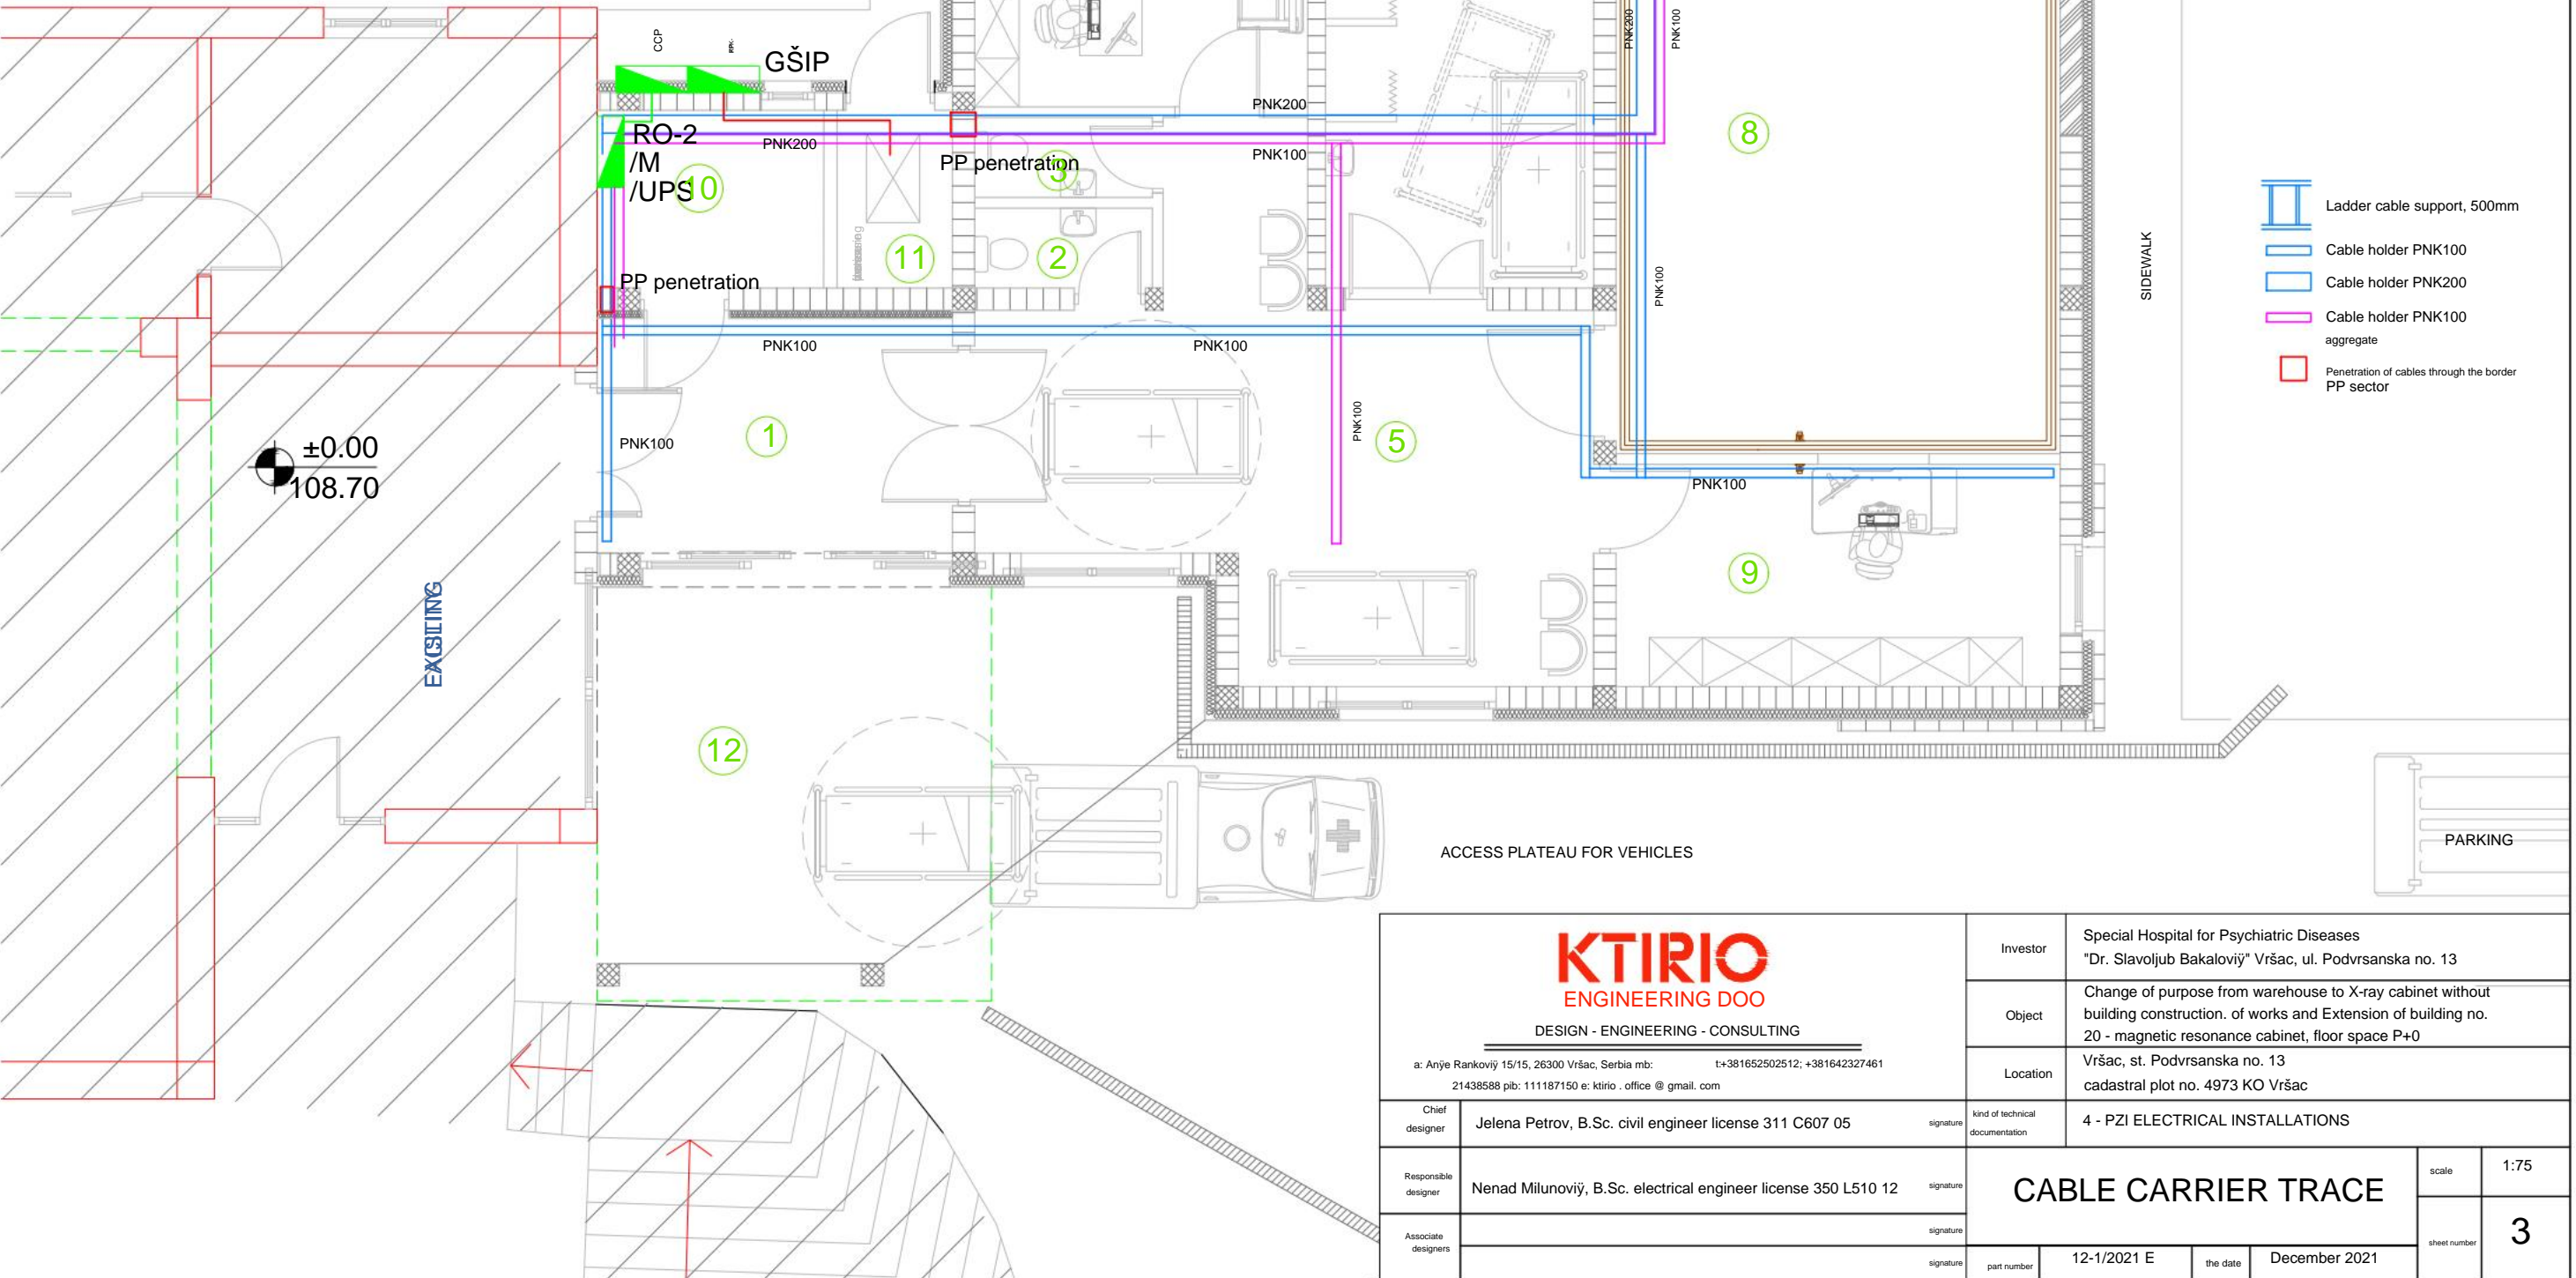 CCP
GŠIP
PNK200
PNK100
PNK200
RO-2
/M
/UPS
PNK200
PP penetration
PNK100
8
3
10
11
2
PP penetration
PNK100
PNK100
PNK100
PNK100
PNK100
1
5
PNK100
PNK100
9
12
±0.00
108.70
EXISTING
SIDEWALK
Ladder cable support, 500mm
Cable holder PNK100
Cable holder PNK200
Cable holder PNK100
aggregate
Penetration of cables through the border
PP sector
ACCESS PLATEAU FOR VEHICLES
PARKING
KTIRIO
ENGINEERING DOO
DESIGN - ENGINEERING - CONSULTING
a: Anÿe Rankoviÿ 15/15, 26300 Vršac, Serbia mb: t:+381652502512; +381642327461
21438588 pib: 111187150 e: ktirio . office @ gmail. com
Investor
Special Hospital for Psychiatric Diseases
"Dr. Slavoljub Bakaloviÿ" Vršac, ul. Podvrsanska no. 13
Object
Change of purpose from warehouse to X-ray cabinet without
building construction. of works and Extension of building no.
20 - magnetic resonance cabinet, floor space P+0
Location
Vršac, st. Podvrsanska no. 13
cadastral plot no. 4973 KO Vršac
Chief
designer
Jelena Petrov, B.Sc. civil engineer license 311 C607 05
signature
kind of technical
documentation
4 - PZI ELECTRICAL INSTALLATIONS
Responsible
designer
Nenad Milunoviÿ, B.Sc. electrical engineer license 350 L510 12
signature
CABLE CARRIER TRACE
scale
1:75
Associate
designers
signature
signature
sheet number
3
part number
12-1/2021 E
the date
December 2021